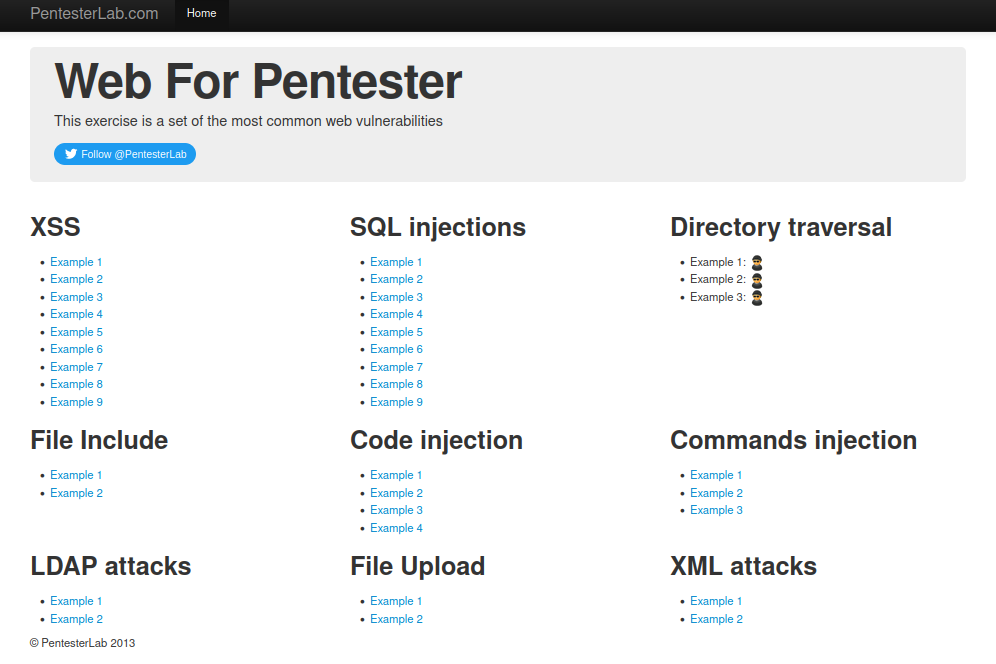 PentesterLab.com Home
Web For Pentester
This exercise is a set of the most common web vulnerabilities
Follow @PentesterLab
XSS
Example 1
Example 2
Example 3
Example 4
Example 5
Example 6
Example 7
Example 8
Example 9
SQL injections
Example 1
Example 2
Example 3
Example 4
Example 5
Example 6
Example 7
Example 8
Example 9
Directory traversal
Example 1:
Example 2:
Example 3:
File Include
Example 1
Example 2
Code injection
Example 1
Example 2
Example 3
Example 4
Commands injection
Example 1
Example 2
Example 3
LDAP attacks
Example 1
Example 2
File Upload
Example 1
Example 2
XML attacks
Example 1
Example 2
© PentesterLab 2013